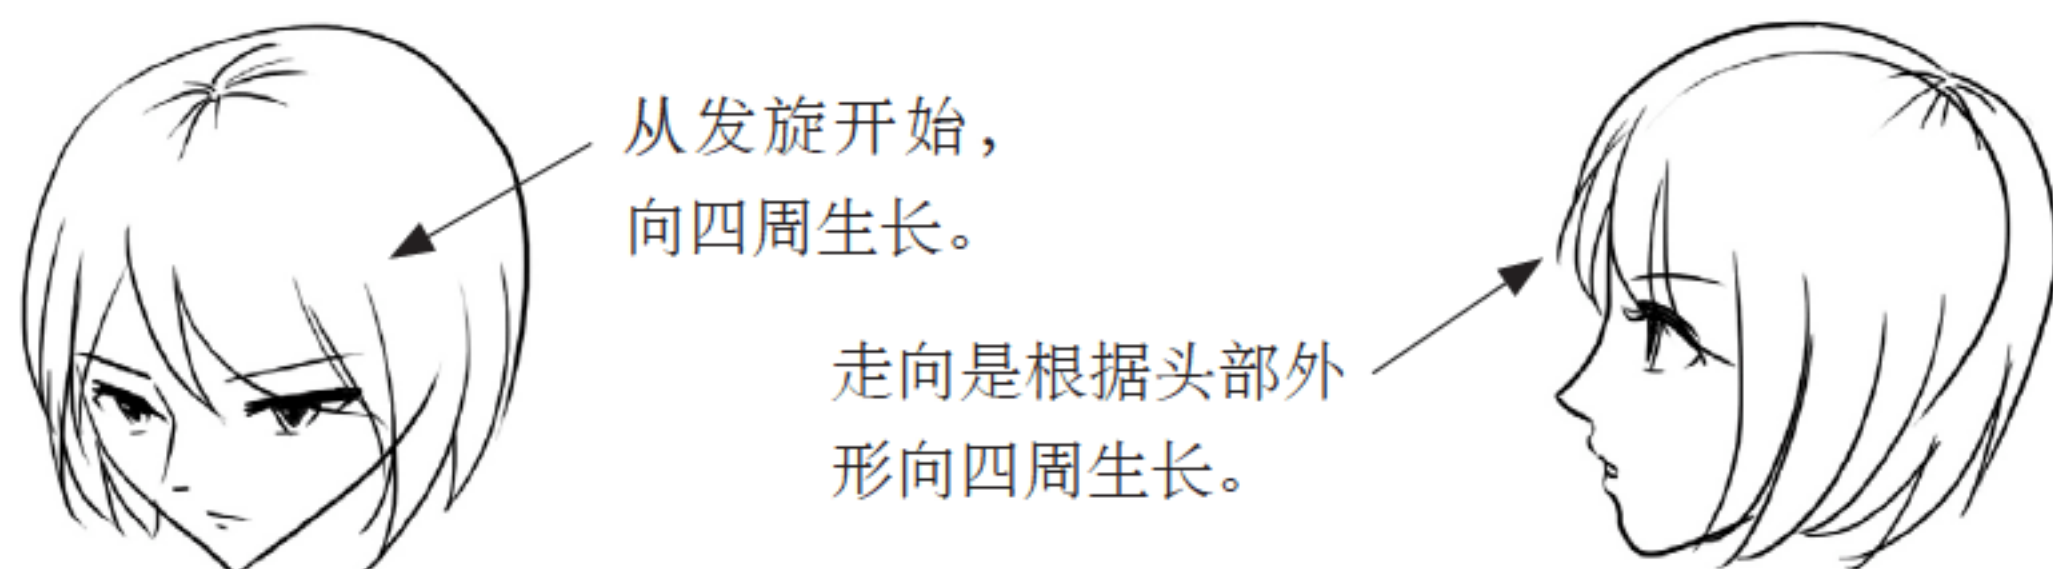 从发旋开始，
向四周生长。
走向是根据头部外
形向四周生长。